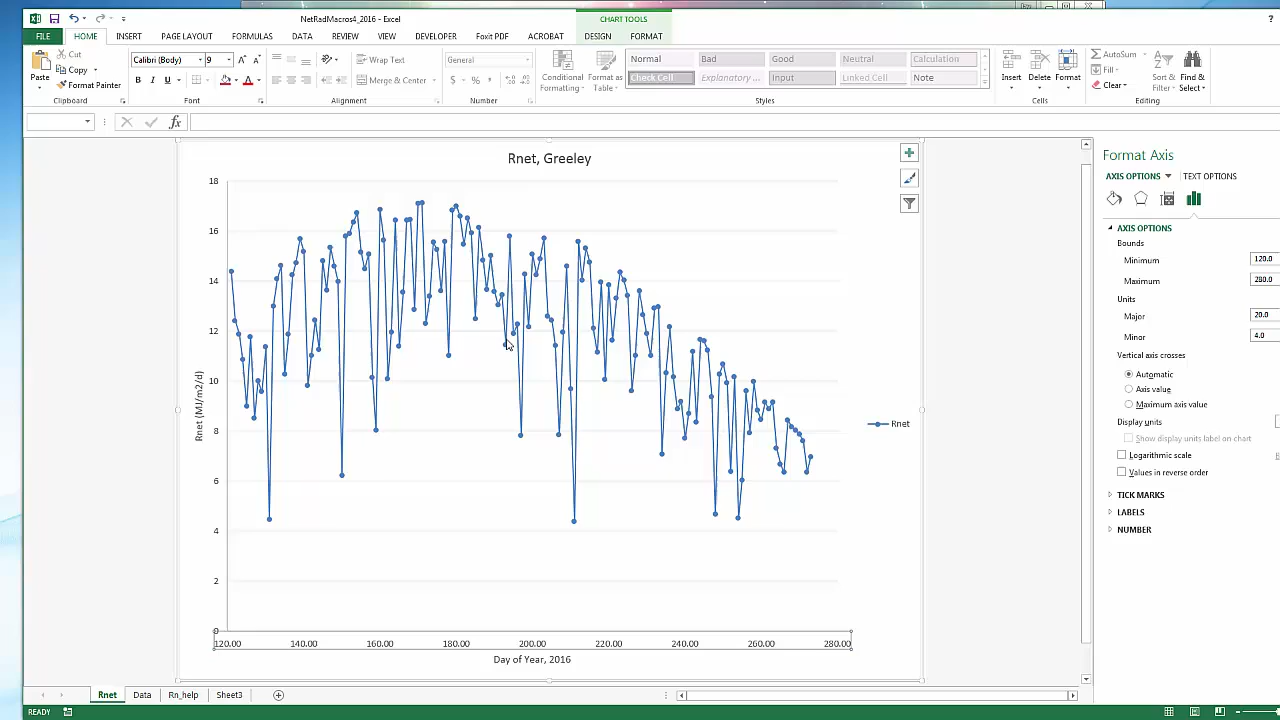 NetRadMacros4_2016 - Excel
CHART TOOLS
?
FILE
HOME
INSERT
PAGE LAYOUT
FORMULAS
DATA
REVIEW
VIEW
DEVELOPER
Foxit PDF
ACROBAT
DESIGN
FORMAT
Paste
Cut
Copy
Format Painter
Clipboard
Calibri (Body)
9
B I U
Font
Wrap Text
Merge & Center
Alignment
General
$ % ,
Number
Conditional
Formatting
Format as
Table
Normal
Bad
Good
Neutral
Calculation
Check Cell
Explanatory ...
Input
Linked Cell
Note
Styles
Insert
Delete
Format
Cells
AutoSum
Fill
Clear
Sort &
Filter
Find &
Select
Editing
fx
Rnet, Greeley
18
16
14
12
10
8
6
4
2
0
Rnet (MJ/m2/d)
120.00
140.00
160.00
180.00
200.00
220.00
240.00
260.00
280.00
Day of Year, 2016
Rnet
Format Axis
AXIS OPTIONS
TEXT OPTIONS
AXIS OPTIONS
Bounds
Minimum
120.0
Maximum
280.0
Units
Major
20.0
Minor
4.0
Vertical axis crosses
Automatic
Axis value
Maximum axis value
Display units
Show display units label on chart
Logarithmic scale
Values in reverse order
TICK MARKS
LABELS
NUMBER
Rnet
Data
Rn_help
Sheet3
READY